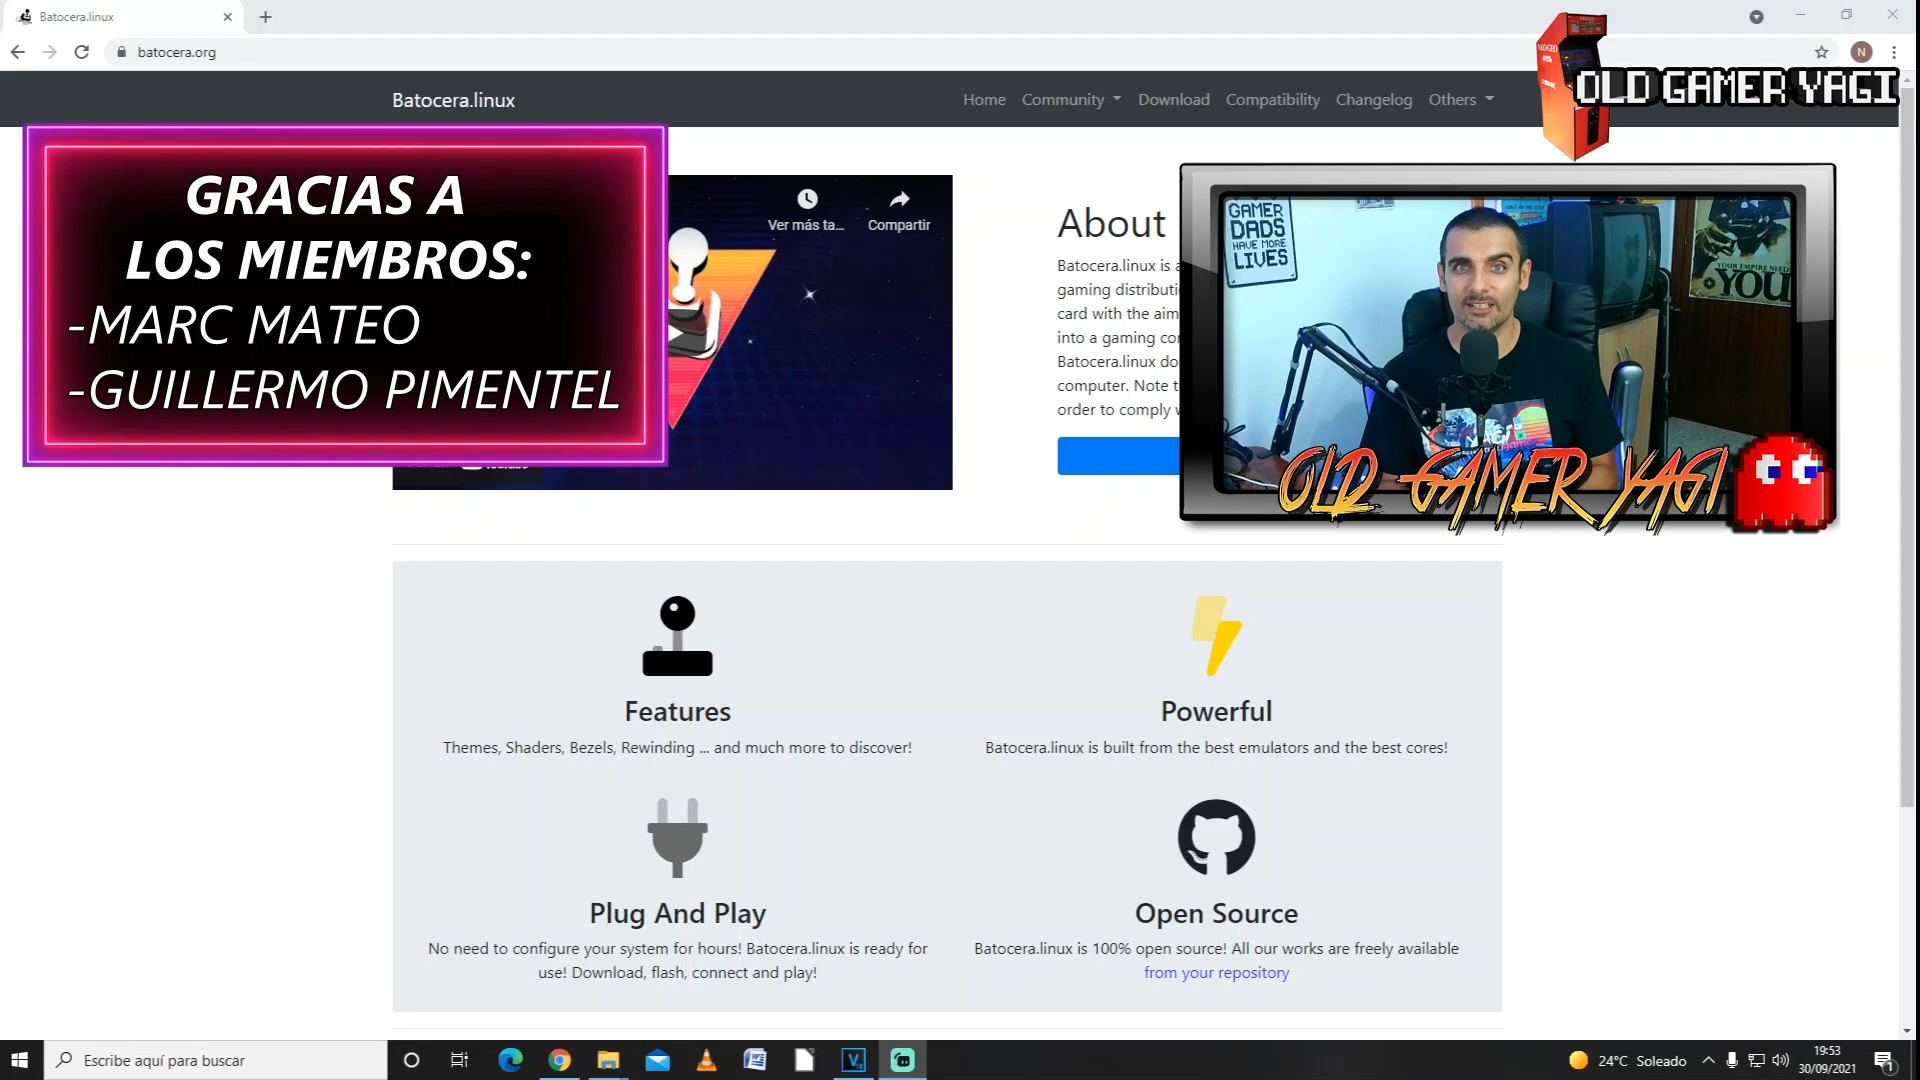 Batocera.linux
batocera.org
N
Batocera.linux
Home
Community
Download
Compatibility
Changelog
Others
NEOGEO
OLD GAMER YAGI
GRACIAS A
LOS MIEMBROS:
-MARC MATEO
-GUILLERMO PIMENTEL
Ver más ta...
Compartir
About
Batocera.linux is a
gaming distributi
card with the aim
into a gaming co
Batocera.linux do
computer. Note t
order to comply
GAMER
DADS
HAVE MORE
LIVES
YOUR EMPIRE NEEDS
YOU
OLD GAMER YAGI
Features
Themes, Shaders, Bezels, Rewinding ... and much more to discover!
Powerful
Batocera.linux is built from the best emulators and the best cores!
Plug And Play
No need to configure your system for hours! Batocera.linux is ready for
use! Download, flash, connect and play!
Open Source
Batocera.linux is 100% open source! All our works are freely available
from your repository
Escribe aquí para buscar
24°C Soleado
19:53
30/09/2021
1